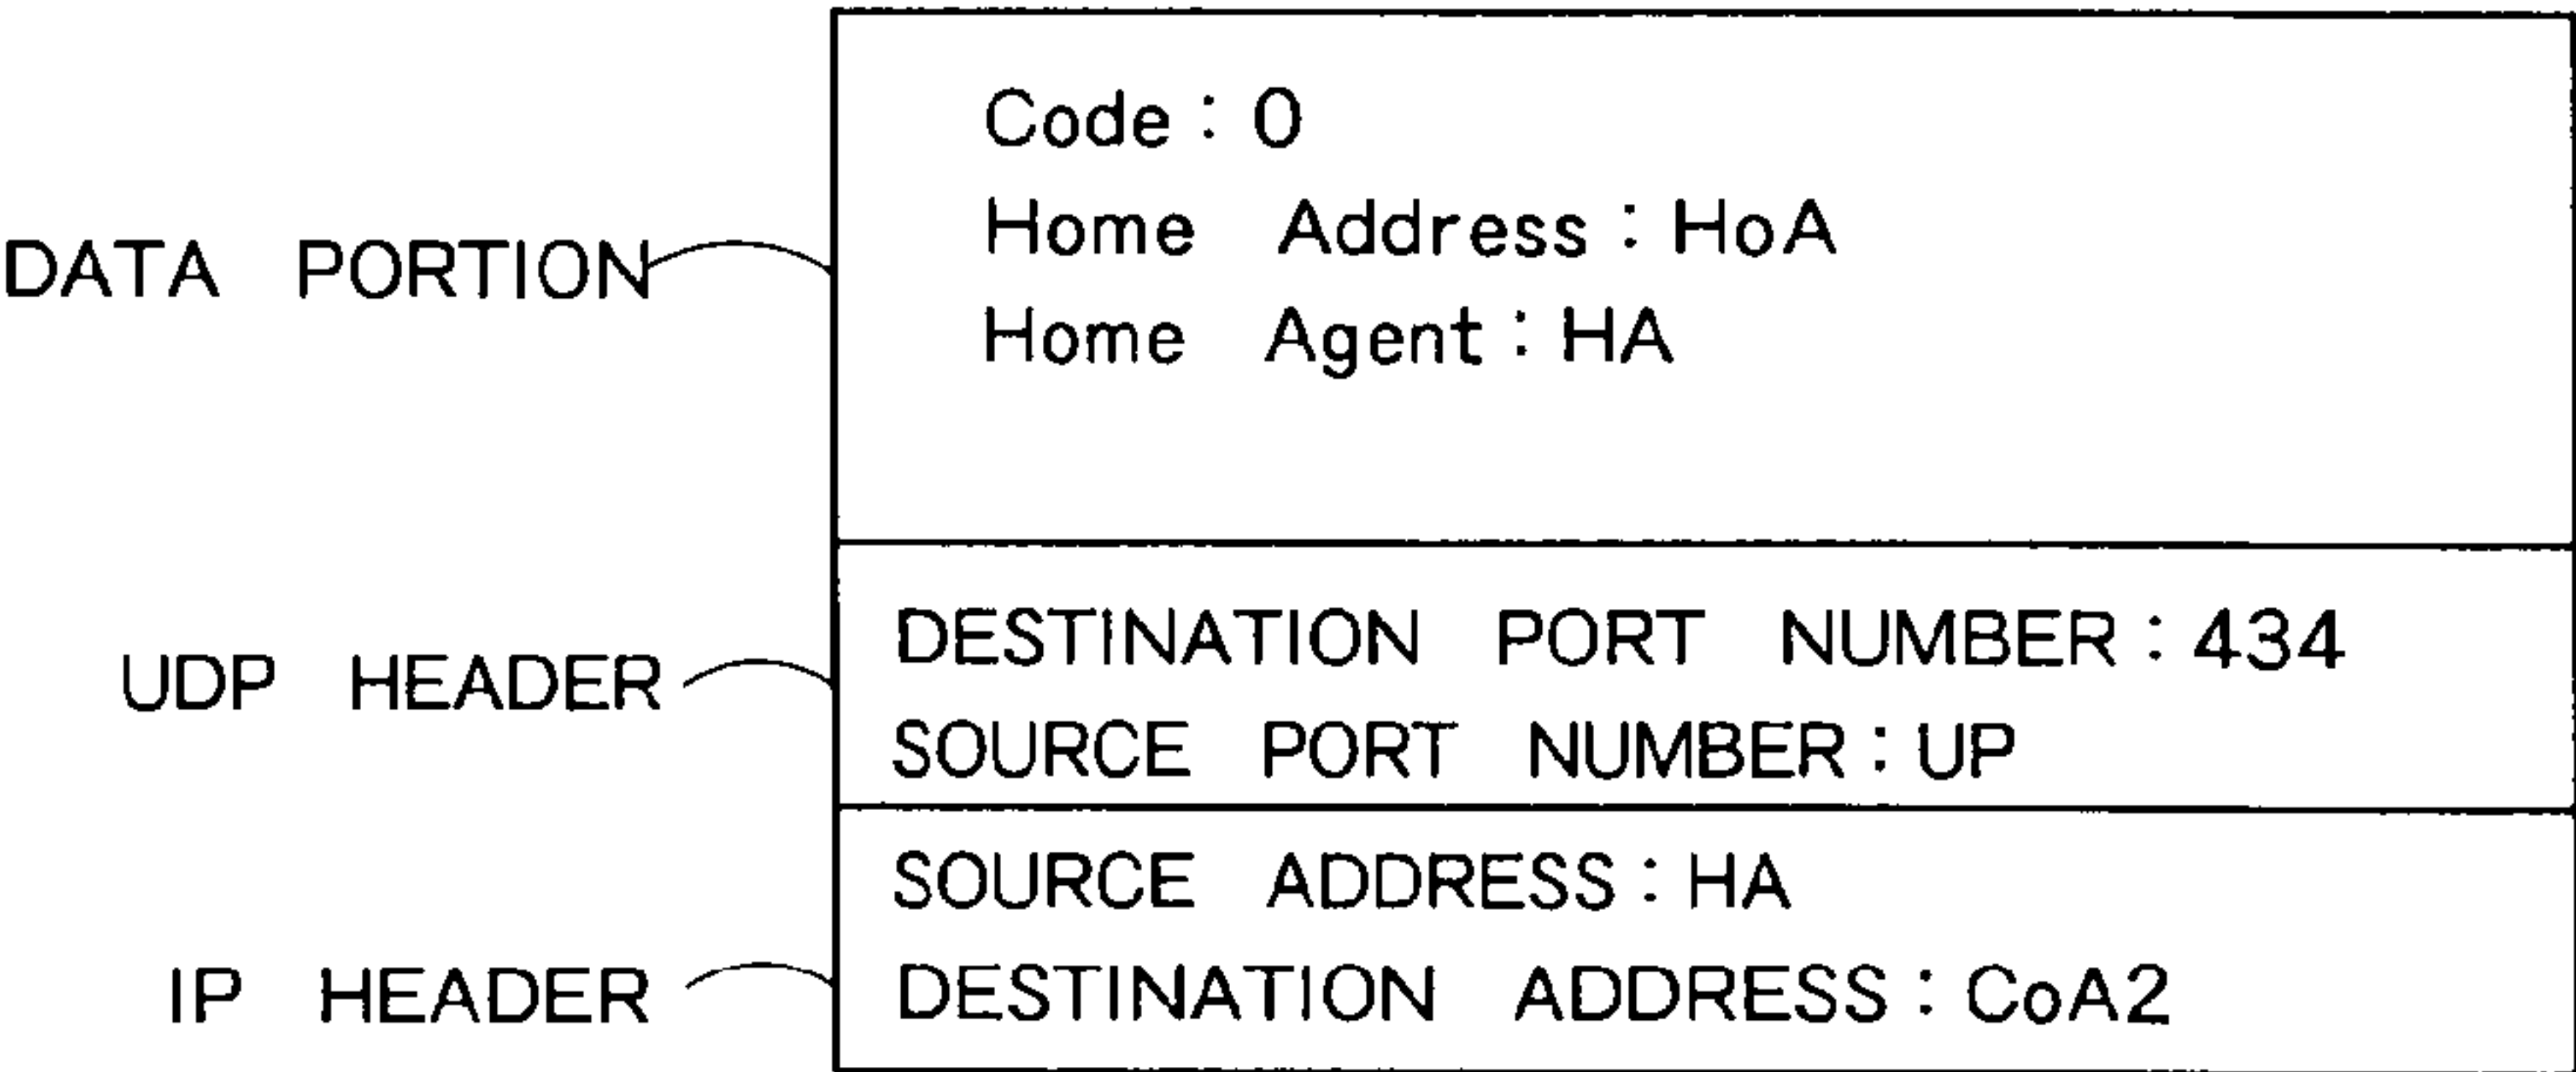 DATA PORTION
Code : 0
Home Address : HoA
Home Agent : HA
UDP HEADER
DESTINATION PORT NUMBER : 434
SOURCE PORT NUMBER : UP
IP HEADER
SOURCE ADDRESS : HA
DESTINATION ADDRESS : CoA2